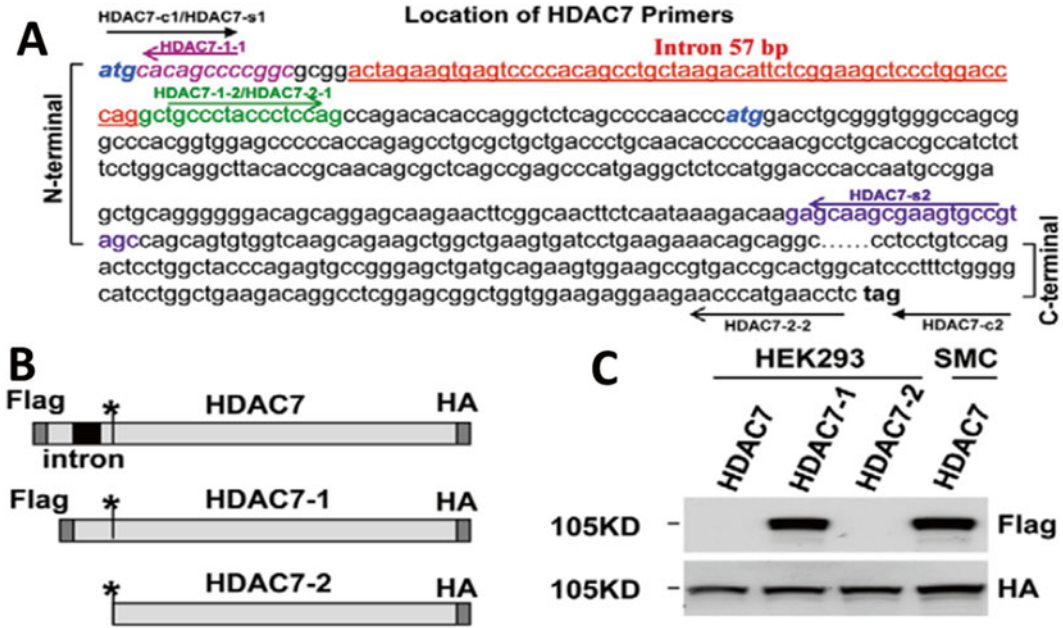 A
Location of HDAC7 Primers
HDAC7-c1/HDAC7-s1
HDAC7-1-1
Intron 57 bp
atgcacagccccggcgcggactagaagtgagtccccacagcctgctaagacattctcggaagctccctggacc
HDAC7-1-2/HDAC7-2-1
caggctgccctaccctccagccagacacaccaggctctcagccccaacccatggacctgcgggtgggccagcg
gcccacggtggagcccccaccagagcctgcgctgctgaccctgcaacacccccaacgcctgcaccgccatctct
tcctggcaggcttacaccgcaacagcgctcagccgagcccatgaggctctccatggacccaccaatgccgga
N-terminal
HDAC7-s2
gctgcaggggggacagcaggagcaagaacttcggcaacttctcaataaagacaagagcaagcgaagtgccgt
agccagcagtgtggtcaagcagaagctggctgaagtgatcctgaagaaacagcaggc......cctcctgtccag
actcctggctacccagagtgccgggagctgatgcagaagtggaagccgtgaccgcactggcatccctttctgggg
catcctggctgaagacaggcctcggagcggctggtggaagaggaagaacccatgaacctc tag
C-terminal
HDAC7-2-2
HDAC7-c2
B
Flag
*
HDAC7
HA
intron
Flag
*
HDAC7-1
HA
*
HDAC7-2
HA
C
HEK293
SMC
HDAC7
HDAC7-1
HDAC7-2
HDAC7
105KD
Flag
105KD
HA